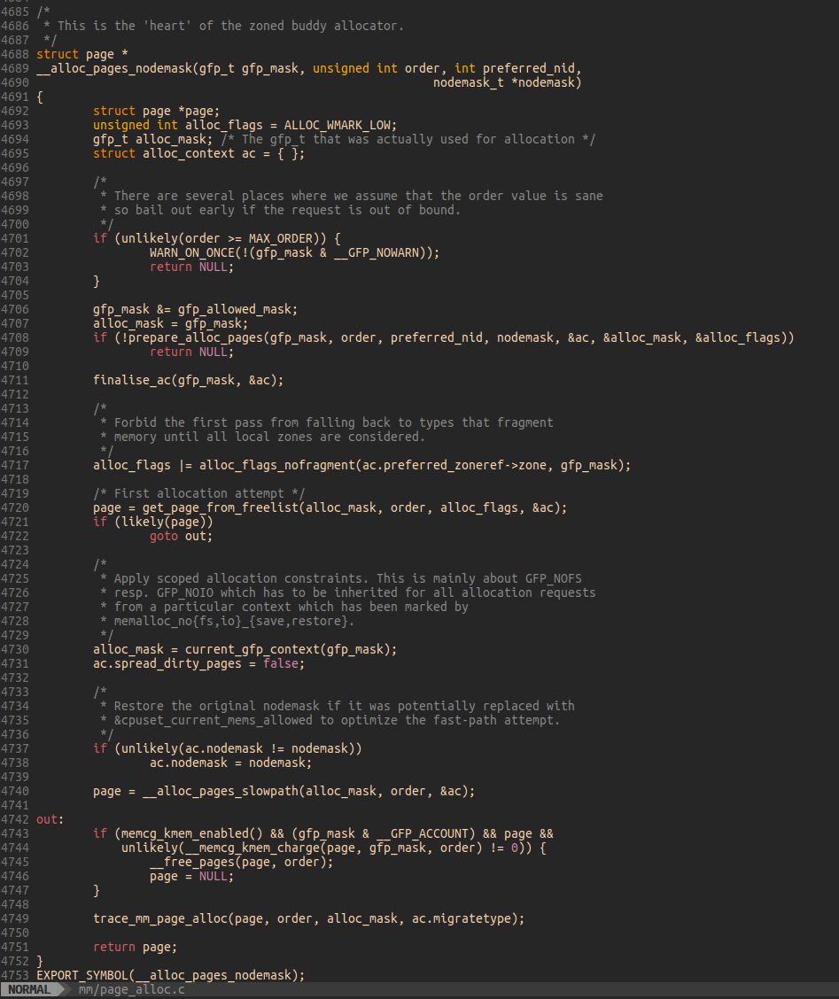 4685 /*
4686  * This is the 'heart' of the zoned buddy allocator.
4687  */
4688 struct page *
4689 __alloc_pages_nodemask(gfp_t gfp_mask, unsigned int order, int preferred_nid,
4690                                                         nodemask_t *nodemask)
4691 {
4692         struct page *page;
4693         unsigned int alloc_flags = ALLOC_WMARK_LOW;
4694         gfp_t alloc_mask; /* The gfp_t that was actually used for allocation */
4695         struct alloc_context ac = { };
4696
4697         /*
4698          * There are several places where we assume that the order value is sane
4699          * so bail out early if the request is out of bound.
4700          */
4701         if (unlikely(order >= MAX_ORDER)) {
4702                 WARN_ON_ONCE(!(gfp_mask & __GFP_NOWARN));
4703                 return NULL;
4704         }
4705
4706         gfp_mask &= gfp_allowed_mask;
4707         alloc_mask = gfp_mask;
4708         if (!prepare_alloc_pages(gfp_mask, order, preferred_nid, nodemask, &ac, &alloc_mask, &alloc_flags))
4709                 return NULL;
4710
4711         finalise_ac(gfp_mask, &ac);
4712
4713         /*
4714          * Forbid the first pass from falling back to types that fragment
4715          * memory until all local zones are considered.
4716          */
4717         alloc_flags |= alloc_flags_nofragment(ac.preferred_zoneref->zone, gfp_mask);
4718
4719         /* First allocation attempt */
4720         page = get_page_from_freelist(alloc_mask, order, alloc_flags, &ac);
4721         if (likely(page))
4722                 goto out;
4723
4724         /*
4725          * Apply scoped allocation constraints. This is mainly about GFP_NOFS
4726          * resp. GFP_NOIO which has to be inherited for all allocation requests
4727          * from a particular context which has been marked by
4728          * memalloc_no{fs,io}_{save,restore}.
4729          */
4730         alloc_mask = current_gfp_context(gfp_mask);
4731         ac.spread_dirty_pages = false;
4732
4733         /*
4734          * Restore the original nodemask if it was potentially replaced with
4735          * &cpuset_current_mems_allowed to optimize the fast-path attempt.
4736          */
4737         if (unlikely(ac.nodemask != nodemask))
4738                 ac.nodemask = nodemask;
4739
4740         page = __alloc_pages_slowpath(alloc_mask, order, &ac);
4741
4742 out:
4743         if (memcg_kmem_enabled() && (gfp_mask & __GFP_ACCOUNT) && page &&
4744             unlikely(__memcg_kmem_charge(page, gfp_mask, order) != 0)) {
4745                 __free_pages(page, order);
4746                 page = NULL;
4747         }
4748
4749         trace_mm_page_alloc(page, order, alloc_mask, ac.migratetype);
4750
4751         return page;
4752 }
4753 EXPORT_SYMBOL(__alloc_pages_nodemask);
NORMAL mm/page_alloc.c